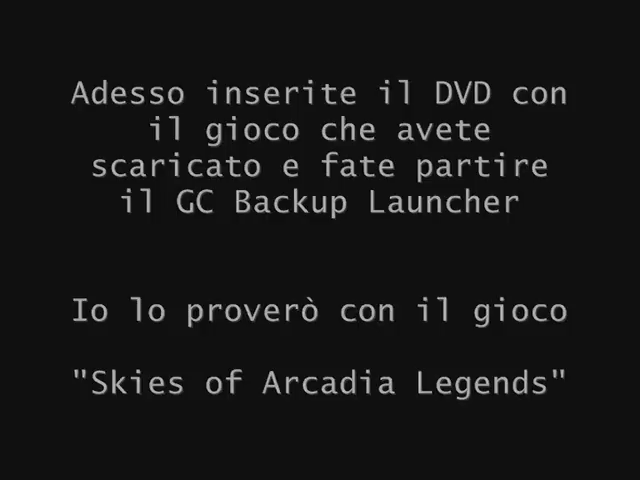 Adesso inserite il DVD con
il gioco che avete
scaricato e fate partire
il GC Backup Launcher
Io lo proverò con il gioco
"Skies of Arcadia Legends"